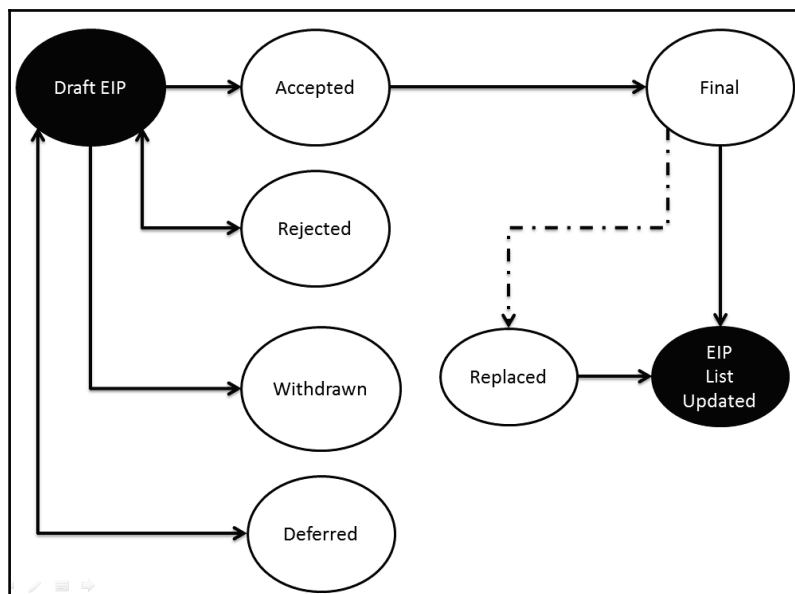 Draft EIP
Accepted
Final
Rejected
Withdrawn
Replaced
EIP
List
Updated
Deferred